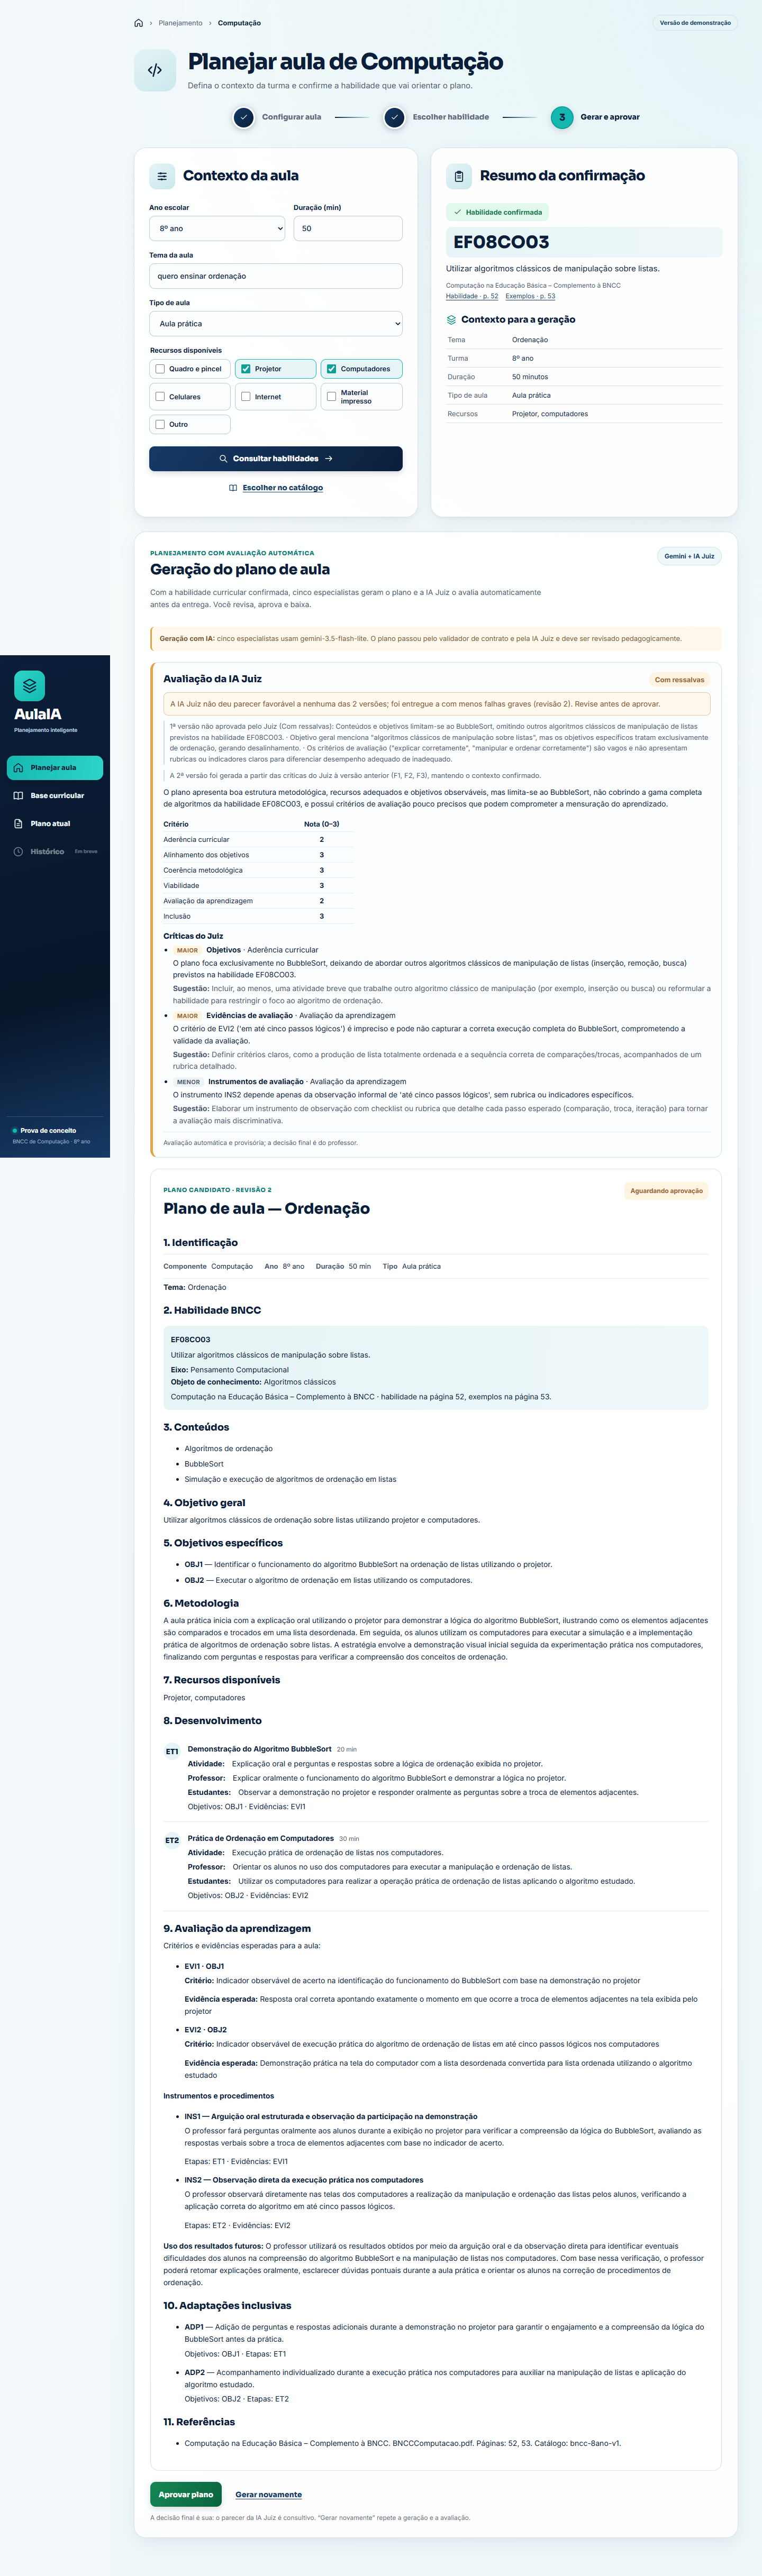 Planejamento
Computação
Versão de demonstração
Planejar aula de Computação
Defina o contexto da turma e confirme a habilidade que vai orientar o plano.
Configurar aula
Escolher habilidade
3 Gerar e aprovar
Contexto da aula
Ano escolar
Duração (min)
8º ano
50
Tema da aula
quero ensinar ordenação
Tipo de aula
Aula prática
Recursos disponíveis
Quadro e pincel
Projetor
Computadores
Celulares
Internet
Material
impresso
Outro
Consultar habilidades →
Escolher no catálogo
Resumo da confirmação
Habilidade confirmada
EF08CO03
Utilizar algoritmos clássicos de manipulação sobre listas.
Computação na Educação Básica – Complemento à BNCC
Habilidade · p. 52 Exemplos · p. 53
Contexto para a geração
Tema Ordenação
Turma 8º ano
Duração 50 minutos
Tipo de aula Aula prática
Recursos Projetor, computadores
AulaIA
Planejamento inteligente
Planejar aula
Base curricular
Plano atual
Histórico Em breve
Prova de conceito
BNCC de Computação · 8º ano
PLANEJAMENTO COM AVALIAÇÃO AUTOMÁTICA
Gemini + IA Juiz
Geração do plano de aula
Com a habilidade curricular confirmada, cinco especialistas geram o plano e a IA Juiz o avalia automaticamente
antes da entrega. Você revisa, aprova e baixa.
Geração com IA: cinco especialistas usam gemini-3.5-flash-lite. O plano passou pelo validador de contrato e pela IA Juiz e deve ser revisado pedagogicamente.
Avaliação da IA Juiz
Com ressalvas
A IA Juiz não deu parecer favorável a nenhuma das 2 versões; foi entregue a com menos falhas graves (revisão 2). Revise antes de aprovar.
1ª versão não aprovada pelo Juiz (Com ressalvas): Conteúdos e objetivos limitam-se ao BubbleSort, omitindo outros algoritmos clássicos de manipulação de listas
previstos na habilidade EF08CO03. · Objetivo geral menciona "algoritmos clássicos de manipulação sobre listas", mas os objetivos específicos tratam exclusivamente
de ordenação, gerando desalinhamento. · Os critérios de avaliação ("explicar corretamente", "manipular e ordenar corretamente") são vagos e não apresentam
rubricas ou indicadores claros para diferenciar desempenho adequado de inadequado.
A 2ª versão foi gerada a partir das críticas do Juiz à versão anterior (F1, F2, F3), mantendo o contexto confirmado.
O plano apresenta boa estrutura metodológica, recursos adequados e objetivos observáveis, mas limita-se ao BubbleSort, não cobrindo a gama completa
de algoritmos da habilidade EF08CO03, e possui critérios de avaliação pouco precisos que podem comprometer a mensuração do aprendizado.
Critério Nota (0–3)
Aderência curricular 2
Alinhamento dos objetivos 3
Coerência metodológica 3
Viabilidade 3
Avaliação da aprendizagem 2
Inclusão 3
Críticas do Juiz
• MAIOR Objetivos · Aderência curricular
O plano foca exclusivamente no BubbleSort, deixando de abordar outros algoritmos clássicos de manipulação de listas (inserção, remoção, busca)
previstos na habilidade EF08CO03.
Sugestão: Incluir, ao menos, uma atividade breve que trabalhe outro algoritmo clássico de manipulação (por exemplo, inserção ou busca) ou reformular a
habilidade para restringir o foco ao algoritmo de ordenação.
• MAIOR Evidências de avaliação · Avaliação da aprendizagem
O critério de EVI2 ('em até cinco passos lógicos') é impreciso e pode não capturar a correta execução completa do BubbleSort, comprometendo a
validade da avaliação.
Sugestão: Definir critérios claros, como a produção de lista totalmente ordenada e a sequência correta de comparações/trocas, acompanhados de um
rubrica detalhado.
• MENOR Instrumentos de avaliação · Avaliação da aprendizagem
O instrumento INS2 depende apenas da observação informal de 'até cinco passos lógicos', sem rubrica ou indicadores específicos.
Sugestão: Elaborar um instrumento de observação com checklist ou rubrica que detalhe cada passo esperado (comparação, troca, iteração) para tornar
a avaliação mais discriminativa.
Avaliação automática e provisória; a decisão final é do professor.
PLANO CANDIDATO · REVISÃO 2
Aguardando aprovação
Plano de aula — Ordenação
1. Identificação
Componente Computação Ano 8º ano Duração 50 min Tipo Aula prática
Tema: Ordenação
2. Habilidade BNCC
EF08CO03
Utilizar algoritmos clássicos de manipulação sobre listas.
Eixo: Pensamento Computacional
Objeto de conhecimento: Algoritmos clássicos
Computação na Educação Básica – Complemento à BNCC · habilidade na página 52, exemplos na página 53.
3. Conteúdos
• Algoritmos de ordenação
• BubbleSort
• Simulação e execução de algoritmos de ordenação em listas
4. Objetivo geral
Utilizar algoritmos clássicos de ordenação sobre listas utilizando projetor e computadores.
5. Objetivos específicos
• OBJ1 — Identificar o funcionamento do algoritmo BubbleSort na ordenação de listas utilizando o projetor.
• OBJ2 — Executar o algoritmo de ordenação em listas utilizando os computadores.
6. Metodologia
A aula prática inicia com a explicação oral utilizando o projetor para demonstrar a lógica do algoritmo BubbleSort, ilustrando como os elementos adjacentes
são comparados e trocados em uma lista desordenada. Em seguida, os alunos utilizam os computadores para executar a simulação e a implementação
prática de algoritmos de ordenação sobre listas. A estratégia envolve a demonstração visual inicial seguida da experimentação prática nos computadores,
finalizando com perguntas e respostas para verificar a compreensão dos conceitos de ordenação.
7. Recursos disponíveis
Projetor, computadores
8. Desenvolvimento
ET1 Demonstração do Algoritmo BubbleSort 20 min
Atividade: Explicação oral e perguntas e respostas sobre a lógica de ordenação exibida no projetor.
Professor: Explicar oralmente o funcionamento do algoritmo BubbleSort e demonstrar a lógica no projetor.
Estudantes: Observar a demonstração no projetor e responder oralmente as perguntas sobre a troca de elementos adjacentes.
Objetivos: OBJ1 · Evidências: EVI1
ET2 Prática de Ordenação em Computadores 30 min
Atividade: Execução prática de ordenação de listas nos computadores.
Professor: Orientar os alunos no uso dos computadores para executar a manipulação e ordenação de listas.
Estudantes: Utilizar os computadores para realizar a operação prática de ordenação de listas aplicando o algoritmo estudado.
Objetivos: OBJ2 · Evidências: EVI2
9. Avaliação da aprendizagem
Critérios e evidências esperadas para a aula:
• EVI1 · OBJ1
Critério: Indicador observável de acerto na identificação do funcionamento do BubbleSort com base na demonstração no projetor
Evidência esperada: Resposta oral correta apontando exatamente o momento em que ocorre a troca de elementos adjacentes na tela exibida pelo
projetor
• EVI2 · OBJ2
Critério: Indicador observável de execução prática do algoritmo de ordenação de listas em até cinco passos lógicos nos computadores
Evidência esperada: Demonstração prática na tela do computador com a lista desordenada convertida para lista ordenada utilizando o algoritmo
estudado
Instrumentos e procedimentos
• INS1 — Arguição oral estruturada e observação da participação na demonstração
O professor fará perguntas oralmente aos alunos durante a exibição no projetor para verificar a compreensão da lógica do BubbleSort, avaliando as
respostas verbais sobre a troca de elementos adjacentes com base no indicador de acerto.
Etapas: ET1 · Evidências: EVI1
• INS2 — Observação direta da execução prática nos computadores
O professor observará diretamente nas telas dos computadores a realização da manipulação e ordenação das listas pelos alunos, verificando a
aplicação correta do algoritmo em até cinco passos lógicos.
Etapas: ET2 · Evidências: EVI2
Uso dos resultados futuros: O professor utilizará os resultados obtidos por meio da arguição oral e da observação direta para identificar eventuais
dificuldades dos alunos na compreensão do algoritmo BubbleSort e na manipulação de listas nos computadores. Com base nessa verificação, o professor
poderá retomar explicações oralmente, esclarecer dúvidas pontuais durante a aula prática e orientar os alunos na correção de procedimentos de
ordenação.
10. Adaptações inclusivas
• ADP1 — Adição de perguntas e respostas adicionais durante a demonstração no projetor para garantir o engajamento e a compreensão da lógica do
BubbleSort antes da prática.
Objetivos: OBJ1 · Etapas: ET1
• ADP2 — Acompanhamento individualizado durante a execução prática nos computadores para auxiliar na manipulação de listas e aplicação do
algoritmo estudado.
Objetivos: OBJ2 · Etapas: ET2
11. Referências
• Computação na Educação Básica – Complemento à BNCC. BNCCComputacao.pdf. Páginas: 52, 53. Catálogo: bncc-8ano-v1.
Aprovar plano
Gerar novamente
A decisão final é sua: o parecer da IA Juiz é consultivo. "Gerar novamente" repete a geração e a avaliação.